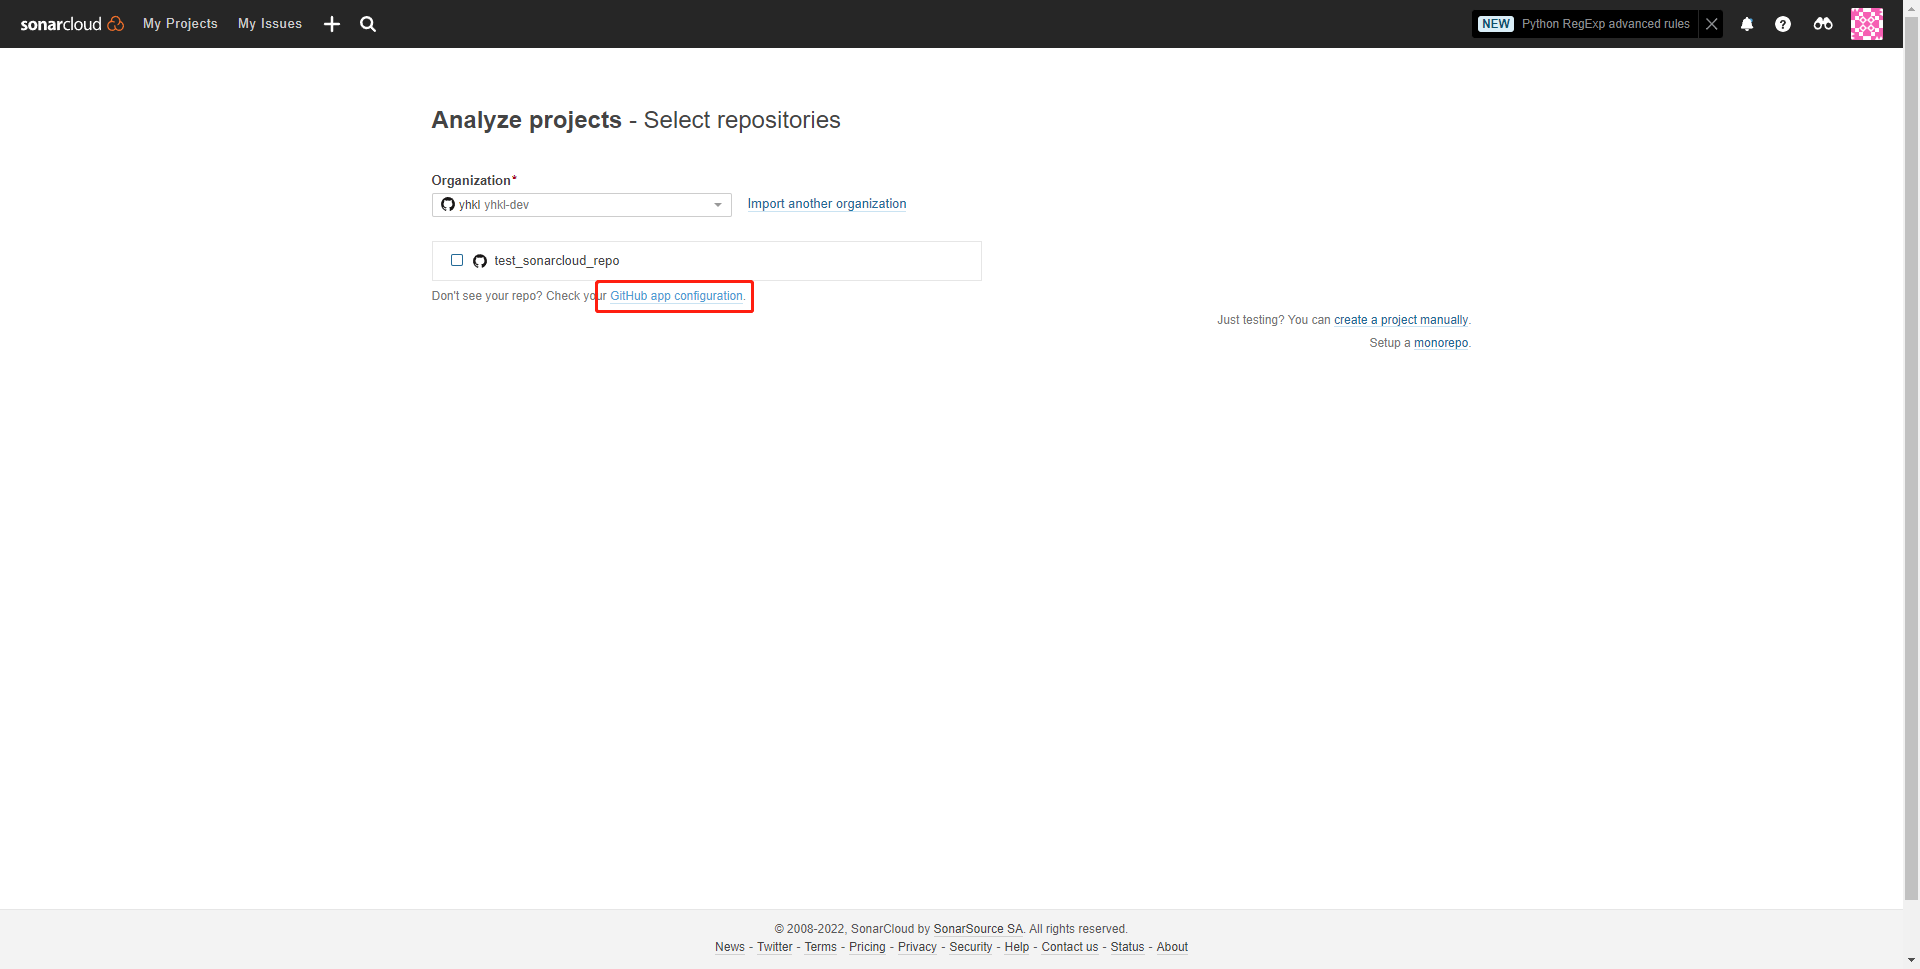 sonarcloud My Projects My Issues NEW Python RegExp advanced rules
Analyze projects - Select repositories
Organization*
yhkl yhkl-dev Import another organization
test_sonarcloud_repo
Don't see your repo? Check your GitHub app configuration.
Just testing? You can create a project manually.
Setup a monorepo.
© 2008-2022, SonarCloud by SonarSource SA. All rights reserved.
News - Twitter - Terms - Pricing - Privacy - Security - Help - Contact us - Status - About